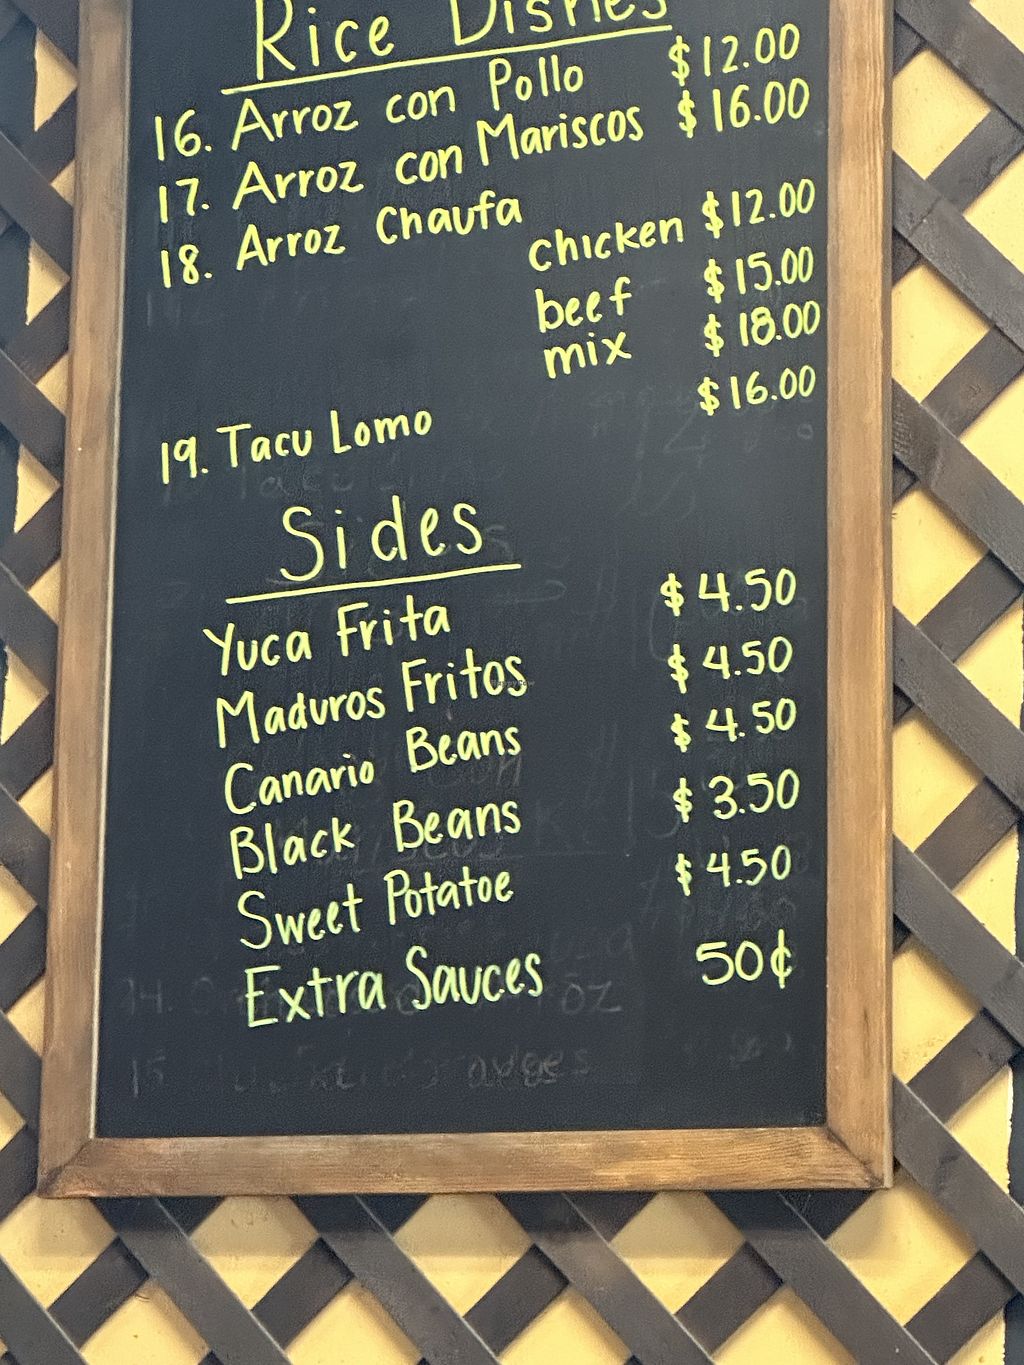 Rice Dishes
16. Arroz con Pollo $12.00
17. Arroz con Mariscos $16.00
18. Arroz Chaufa
chicken $12.00
beef $15.00
mix $18.00
19. Tacu Lomo $16.00
Sides
Yuca Frita $4.50
Maduros Fritos $4.50
Canario Beans $4.50
Black Beans $3.50
Sweet Potatoe $4.50
Extra Sauces 50¢